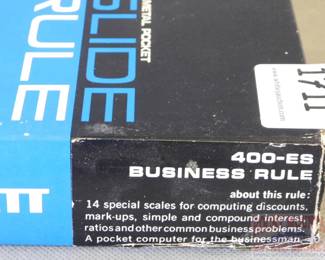 METAL POCKET
SLIDE
RULE
1711
400-ES
BUSINESS RULE
about this rule:
14 special scales for computing discounts,
mark-ups, simple and compound interest,
ratios and other common business problems.
A pocket computer for the businessman,